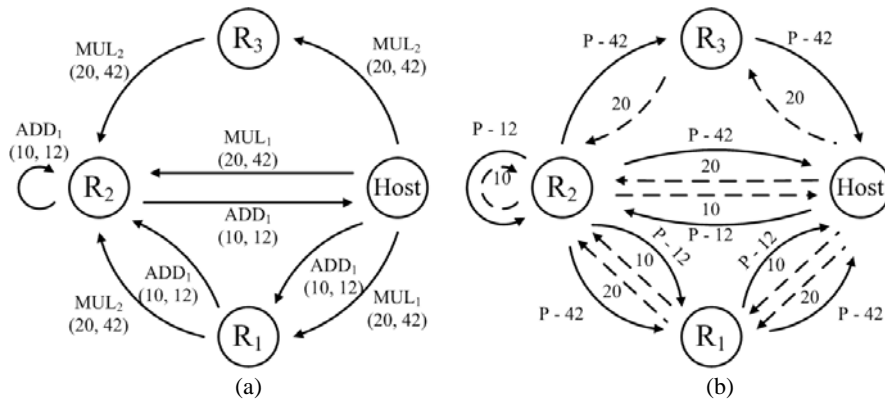 R₃
MUL₂
(20, 42)
MUL₂
(20, 42)
ADD₁
(10, 12)
R₂
MUL₁
(20, 42)
ADD₁
(10, 12)
Host
ADD₁
(10, 12)
ADD₁
(10, 12)
MUL₂
(20, 42)
MUL₁
(20, 42)
R₁
(a)
R₃
P - 42
P - 42
20
20
P - 12
10
R₂
P - 42
20
10
P - 12
Host
P - 12
10
20
P - 42
P - 12
10
20
P - 42
R₁
(b)